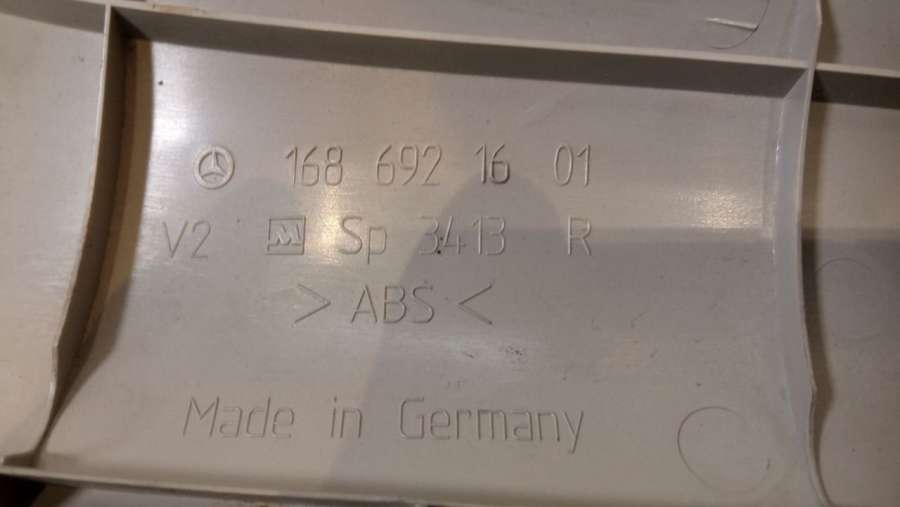 168 692 16 01
V2 M Sp 3413 R
> ABS <
Made in Germany